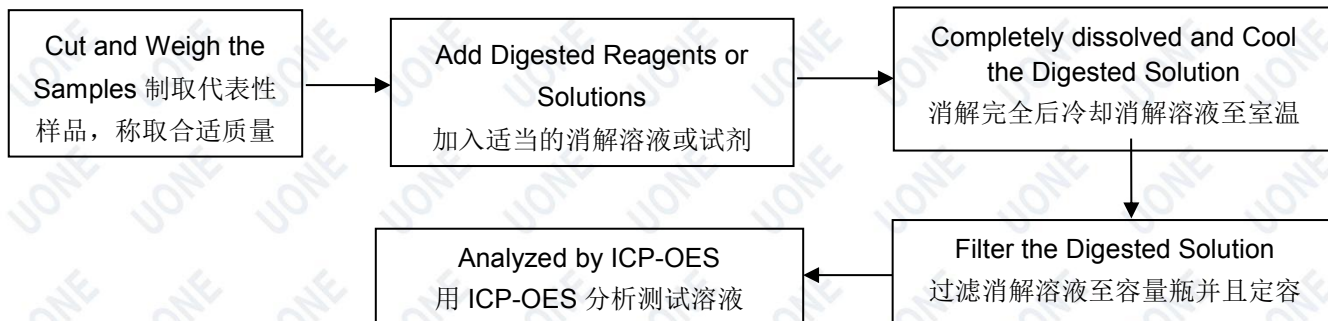 Cut and Weigh the
Samples 制取代表性
样品，称取合适质量
Add Digested Reagents or
Solutions
加入适当的消解溶液或试剂
Completely dissolved and Cool
the Digested Solution
消解完全后冷却消解溶液至室温
Filter the Digested Solution
过滤消解溶液至容量瓶并且定容
Analyzed by ICP-OES
用 ICP-OES 分析测试溶液